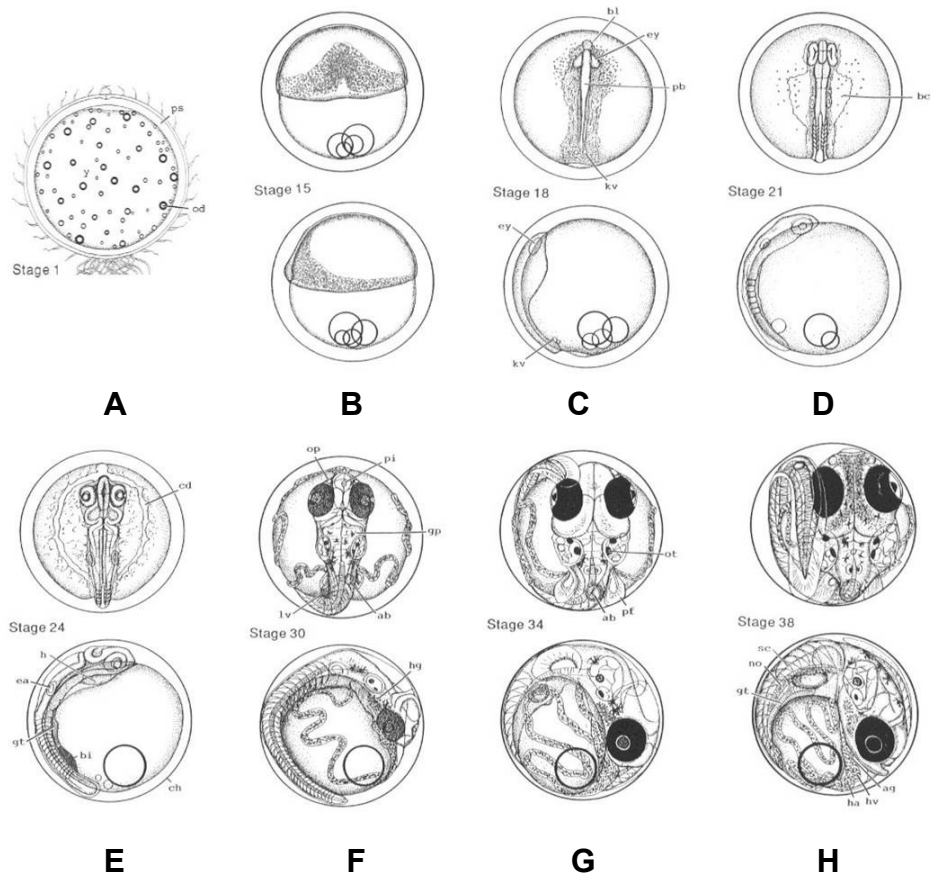 ps
y
od
Stage 1
Stage 15
bl
ey
pb
kv
Stage 18
ey
kv
bc
Stage 21
A
B
C
D
cd
Stage 24
h
ea
gt
bi
ch
op
pi
gp
lv
ab
Stage 30
hg
ot
ab
pf
Stage 34
Stage 38
sc
no
gt
ha
hv
ag
E
F
G
H